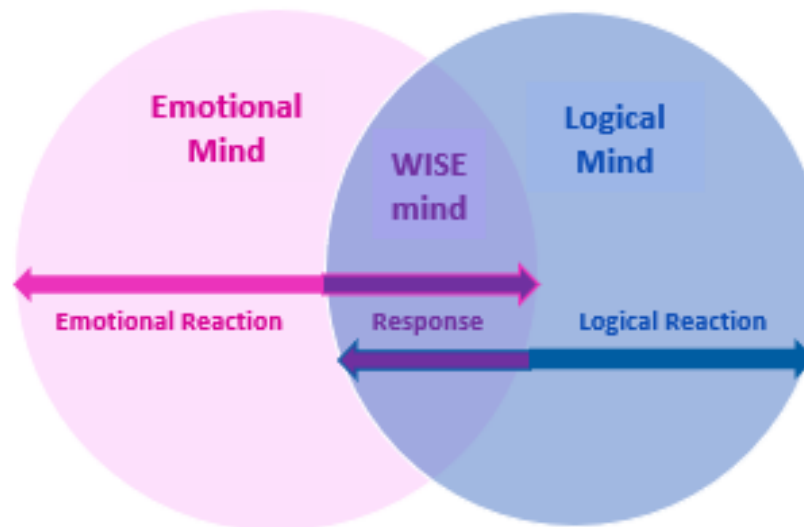 Emotional
Mind
WISE
mind
Logical
Mind
Emotional Reaction
Response
Logical Reaction